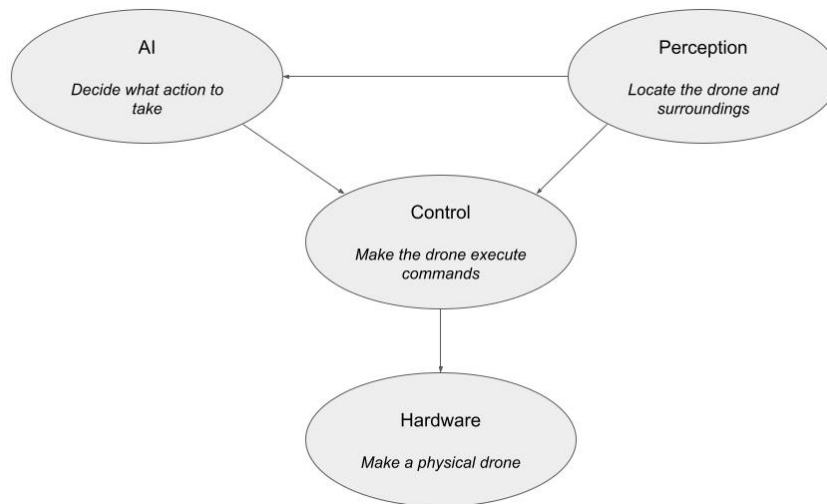 AI
Decide what action to
take
Perception
Locate the drone and
surroundings
Control
Make the drone execute
commands
Hardware
Make a physical drone